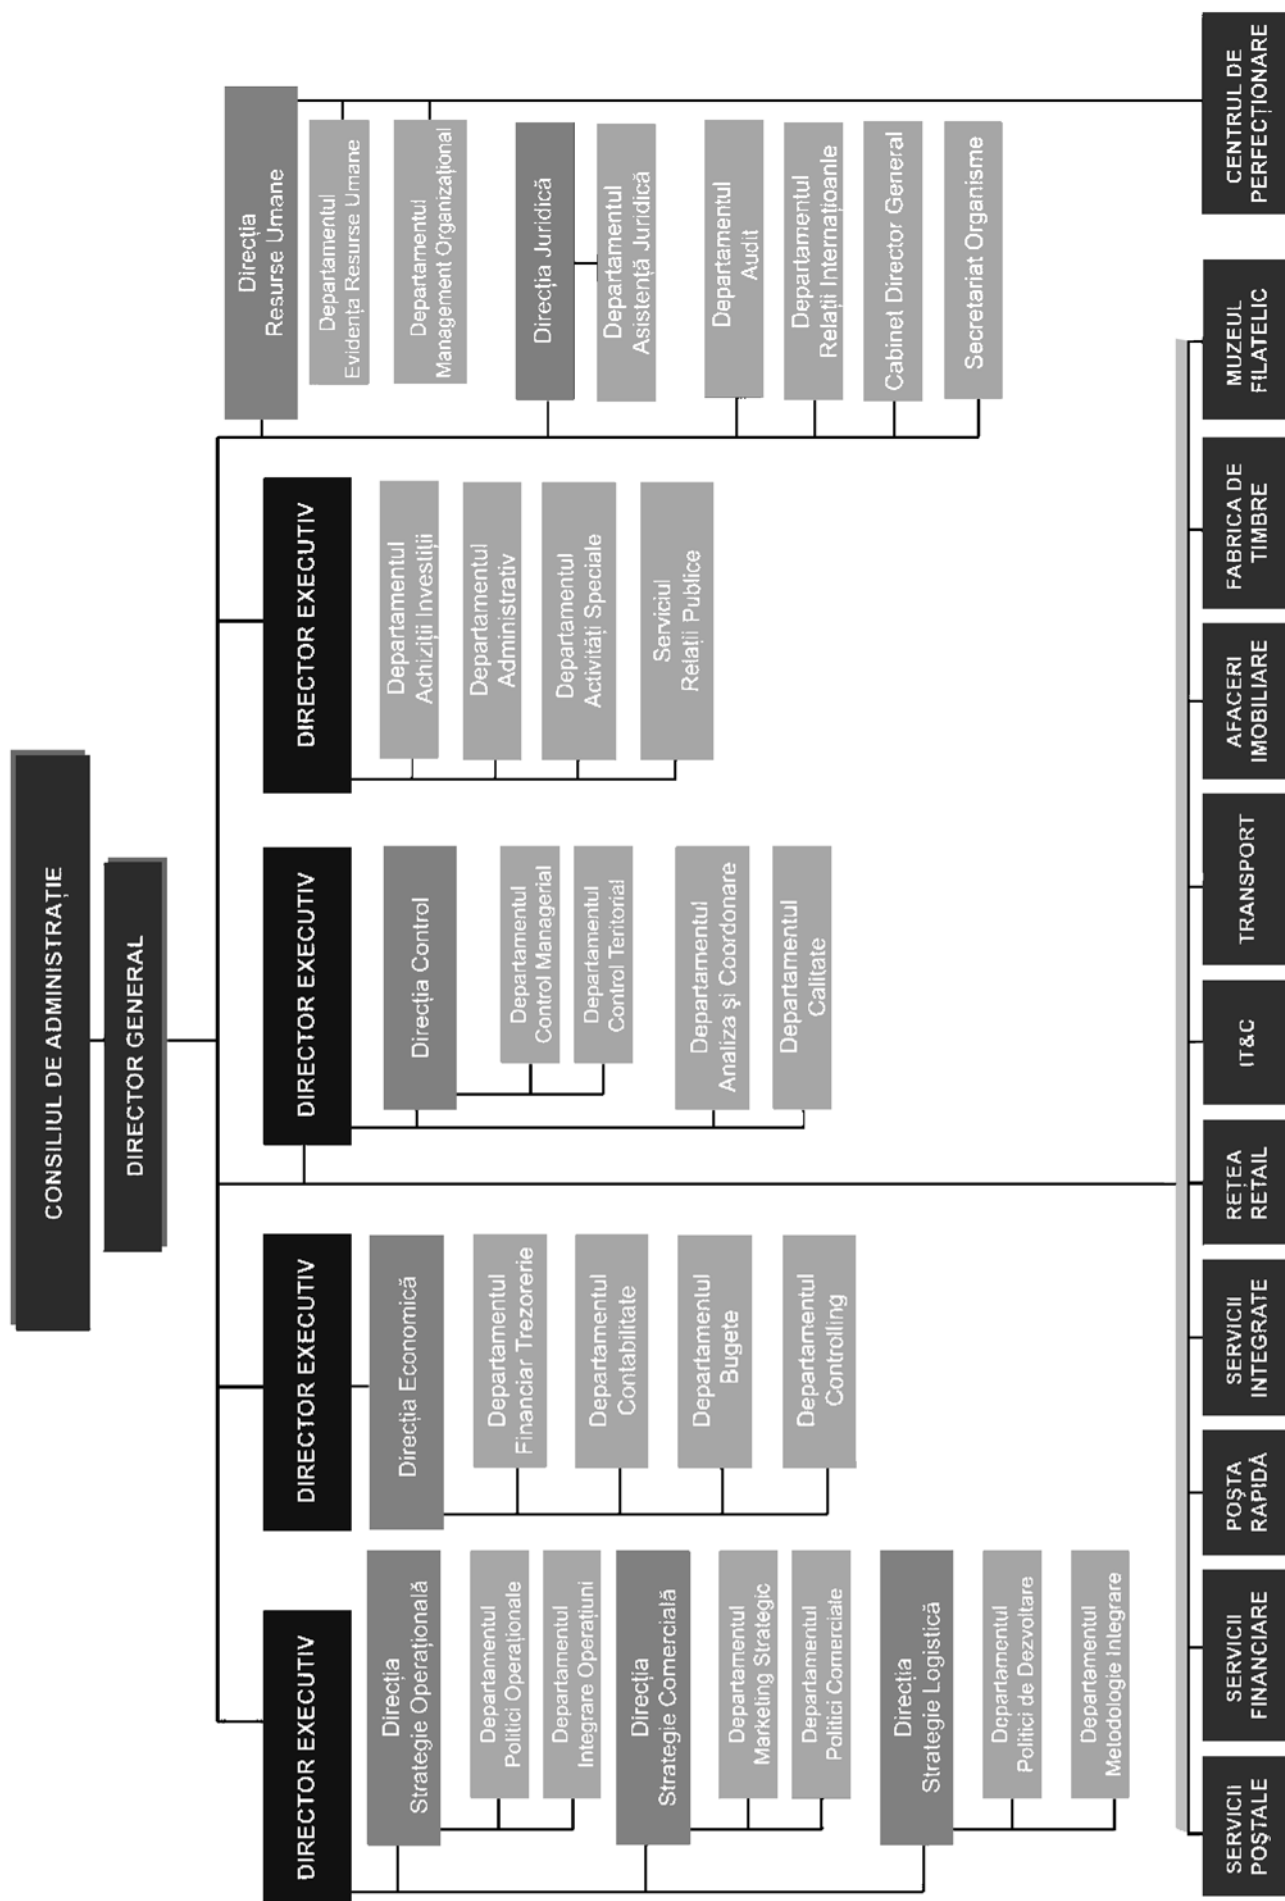 CONSILIUL DE ADMINISTRAȚIE
DIRECTOR GENERAL
DIRECTOR EXECUTIV
Direcția
Strategie Operațională
Departamentul
Politici Operaționale
Departamentul
Integrare Operațiuni
Direcția
Strategie Comercială
Departamentul
Marketing Strategic
Departamentul
Politici Comerciale
Direcția
Strategie Logistică
Departamentul
Politici de Dezvoltare
Departamentul
Metodologie Integrare
DIRECTOR EXECUTIV
Direcția Economică
Departamentul
Financiar Trezorerie
Departamentul
Contabilitate
Departamentul
Bugete
Departamentul
Controlling
DIRECTOR EXECUTIV
Direcția Control
Departamentul
Control Managerial
Departamentul
Control Teritorial
Departamentul
Analiza și Coordonare
Departamentul
Calitate
DIRECTOR EXECUTIV
Departamentul
Achiziții Investiții
Departamentul
Administrativ
Departamentul
Activități Speciale
Serviciul
Relații Publice
Direcția
Resurse Umane
Departamentul
Evidența Resurse Umane
Departamentul
Management Organizațional
Direcția Juridică
Departamentul
Asistență Juridică
Departamentul
Audit
Departamentul
Relații Internațioanle
Cabinet Director General
Secretariat Organisme
SERVICII
POȘTALE
SERVICII
FINANCIARE
POȘTA
RAPIDĂ
SERVICII
INTEGRATE
REȚEA
RETAIL
IT&C
TRANSPORT
AFACERI
IMOBILIARE
FABRICA DE
TIMBRE
MUZEUL
FILATELIC
CENTRUL DE
PERFECȚIONARE